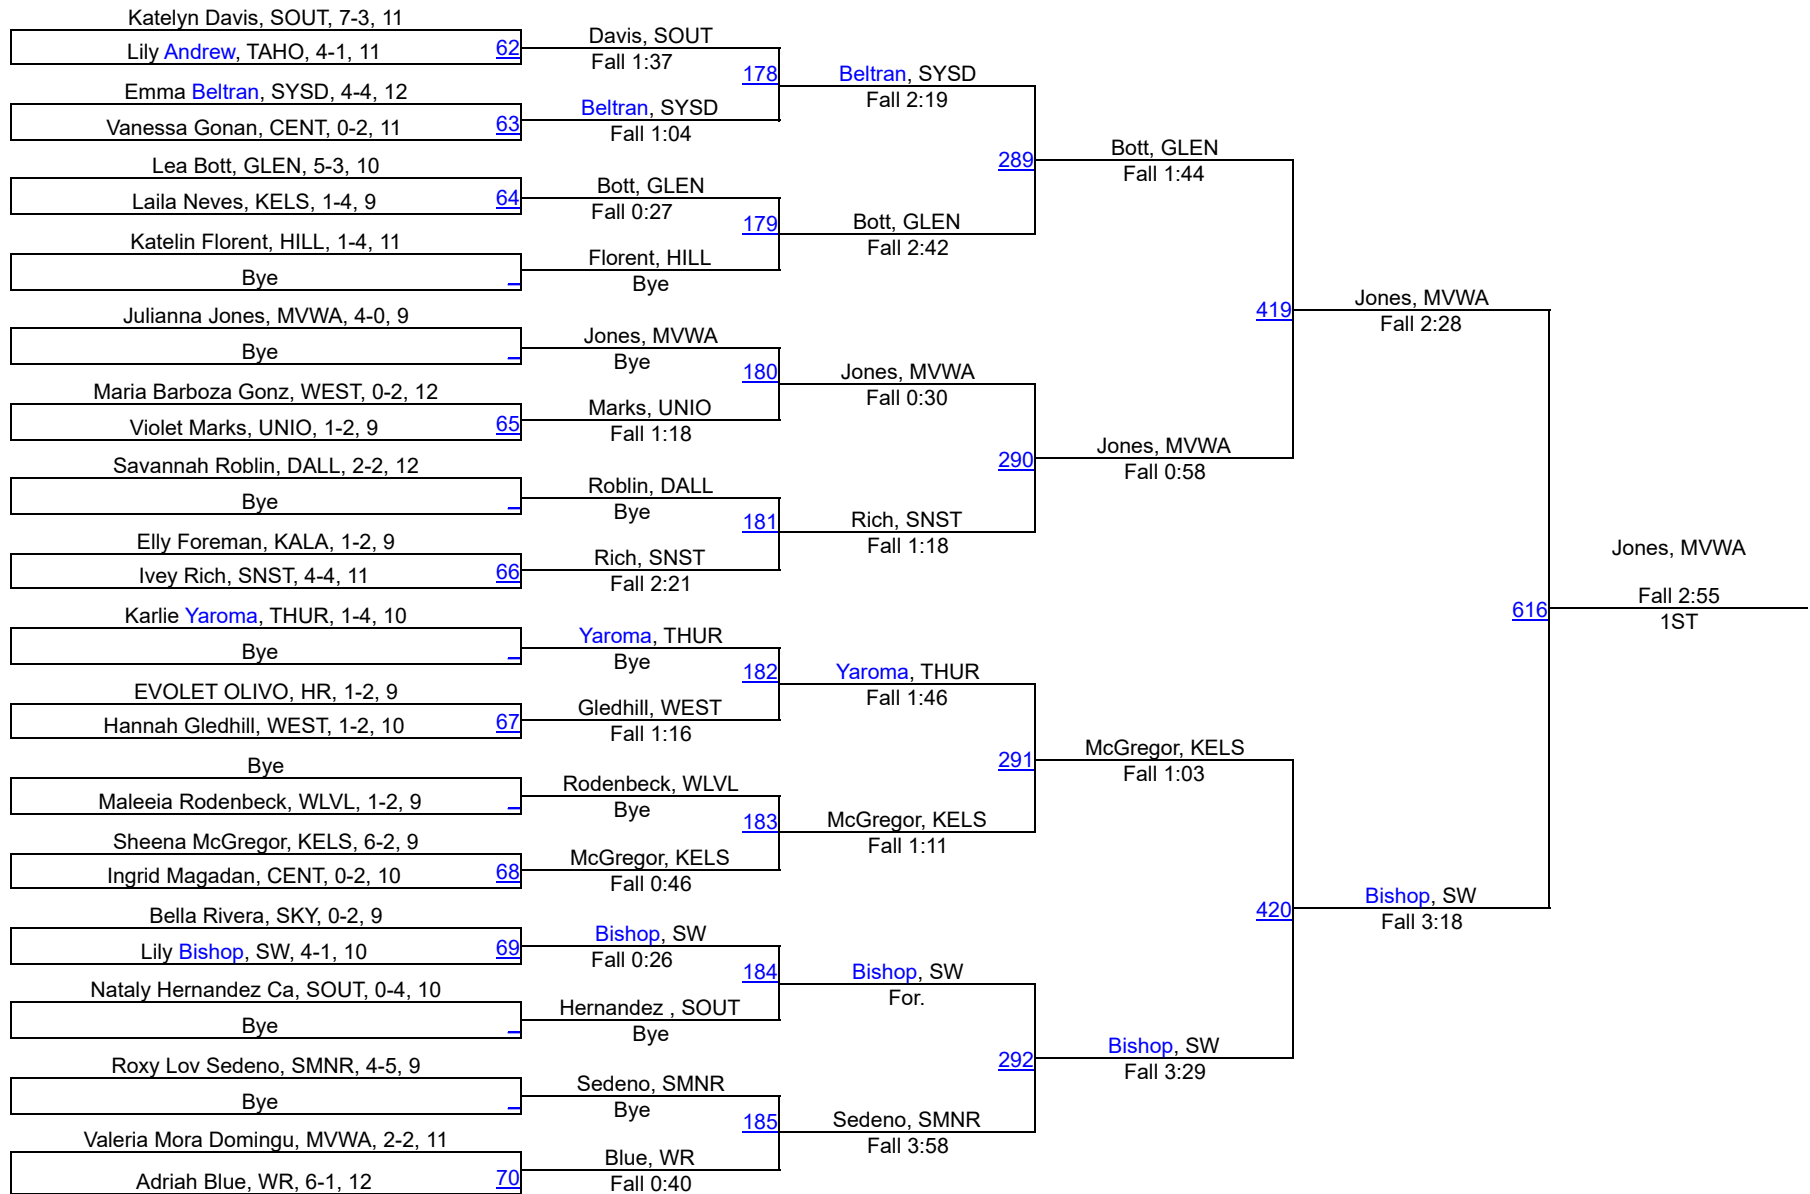 Katelyn Davis, SOUT, 7-3, 11
Lily Andrew, TAHO, 4-1, 11
62
Emma Beltran, SYSD, 4-4, 12
Vanessa Gonan, CENT, 0-2, 11
63
Lea Bott, GLEN, 5-3, 10
Laila Neves, KELS, 1-4, 9
64
Katelin Florent, HILL, 1-4, 11
Bye
Julianna Jones, MVWA, 4-0, 9
Bye
Maria Barboza Gonz, WEST, 0-2, 12
Violet Marks, UNIO, 1-2, 9
65
Savannah Roblin, DALL, 2-2, 12
Bye
Elly Foreman, KALA, 1-2, 9
Ivey Rich, SNST, 4-4, 11
66
Karlie Yaroma, THUR, 1-4, 10
Bye
EVOLET OLIVO, HR, 1-2, 9
Hannah Gledhill, WEST, 1-2, 10
67
Bye
Maleeia Rodenbeck, WLVL, 1-2, 9
Sheena McGregor, KELS, 6-2, 9
Ingrid Magadan, CENT, 0-2, 10
68
Bella Rivera, SKY, 0-2, 9
Lily Bishop, SW, 4-1, 10
69
Nataly Hernandez Ca, SOUT, 0-4, 10
Bye
Roxy Lov Sedeno, SMNR, 4-5, 9
Bye
Valeria Mora Domingu, MVWA, 2-2, 11
Adriah Blue, WR, 6-1, 12
70
Davis, SOUT
Fall 1:37
178
Beltran, SYSD
Fall 1:04
Bott, GLEN
Fall 0:27
179
Florent, HILL
Bye
Jones, MVWA
Bye
180
Marks, UNIO
Fall 1:18
Roblin, DALL
Bye
181
Rich, SNST
Fall 2:21
Yaroma, THUR
Bye
182
Gledhill, WEST
Fall 1:16
Rodenbeck, WLVL
Bye
183
McGregor, KELS
Fall 0:46
Bishop, SW
Fall 0:26
184
Hernandez , SOUT
Bye
Sedeno, SMNR
Bye
185
Blue, WR
Fall 0:40
Beltran, SYSD
Fall 2:19
289
Bott, GLEN
Fall 2:42
Jones, MVWA
Fall 0:30
290
Rich, SNST
Fall 1:18
Yaroma, THUR
Fall 1:46
291
McGregor, KELS
Fall 1:11
Bishop, SW
For.
292
Sedeno, SMNR
Fall 3:58
Bott, GLEN
Fall 1:44
419
Jones, MVWA
Fall 0:58
McGregor, KELS
Fall 1:03
420
Bishop, SW
Fall 3:29
Jones, MVWA
Fall 2:28
616
Bishop, SW
Fall 3:18
Jones, MVWA
Fall 2:55
1ST